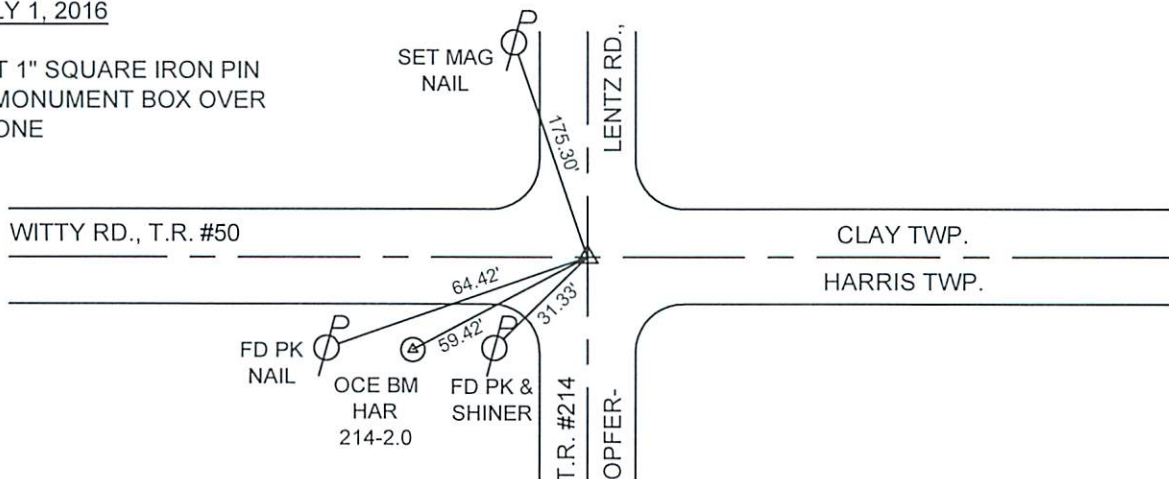 1, 2016
1" SQUARE IRON PIN
MONUMENT BOX OVER
SET MAG
NAIL
175.30'
LENTZ RD.,
WITTY RD., T.R. #50
CLAY TWP.
HARRIS TWP.
64.42'
59.42'
31.33'
FD PK
NAIL
OCE BM
HAR
214-2.0
FD PK &
SHINER
T.R. #214
OPFER-